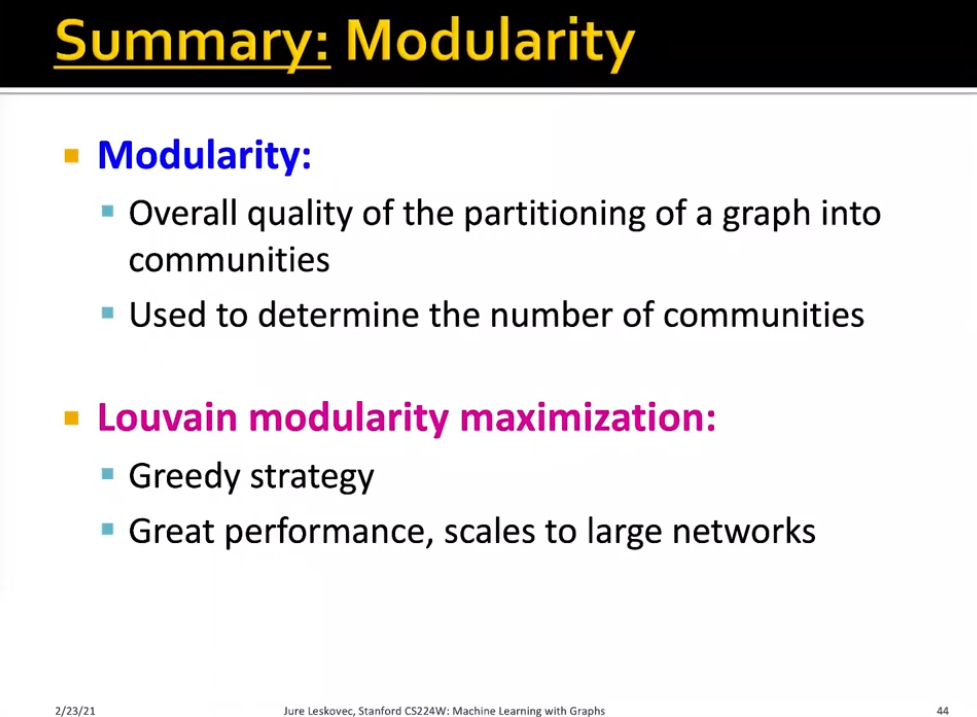 Summary: Modularity
Modularity:
Overall quality of the partitioning of a graph into
communities
Used to determine the number of communities
Louvain modularity maximization:
Greedy strategy
Great performance, scales to large networks
2/23/21
Jure Leskovec, Stanford CS224W: Machine Learning with Graphs
44